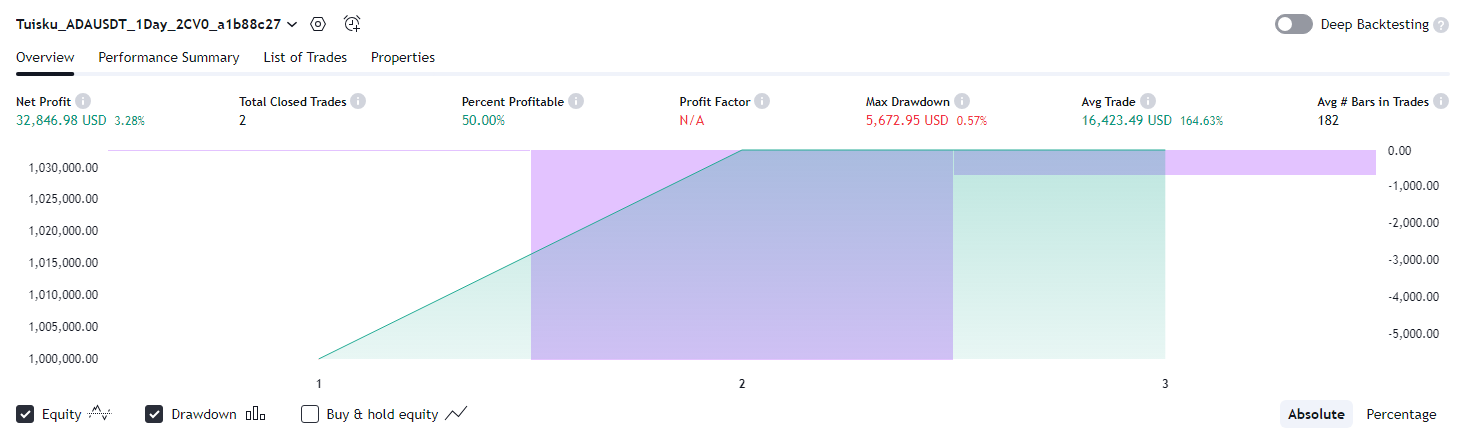 Tuisku_ADAUSDT_1Day_2CV0_a1b88c27
Deep Backtesting
Overview Performance Summary List of Trades Properties
Net Profit Total Closed Trades Percent Profitable Profit Factor Max Drawdown Avg Trade Avg # Bars in Trades
32,846.98 USD 3.28% 2 50.00% N/A 5,672.95 USD 0.57% 16,423.49 USD 164.63% 182
1,030,000.00
1,025,000.00
1,020,000.00
1,015,000.00
1,010,000.00
1,005,000.00
1,000,000.00
0.00
-1,000.00
-2,000.00
-3,000.00
-4,000.00
-5,000.00
1 2 3
Equity Drawdown Buy & hold equity Absolute Percentage